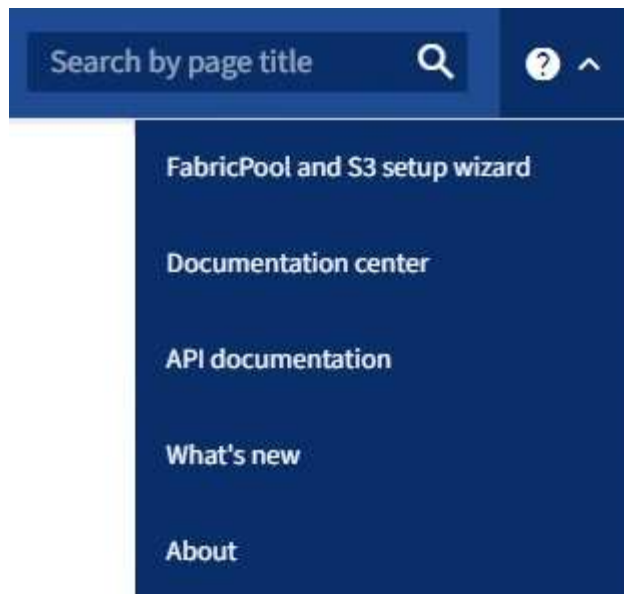 Search by page title
FabricPool and S3 setup wizard
Documentation center
API documentation
What's new
About